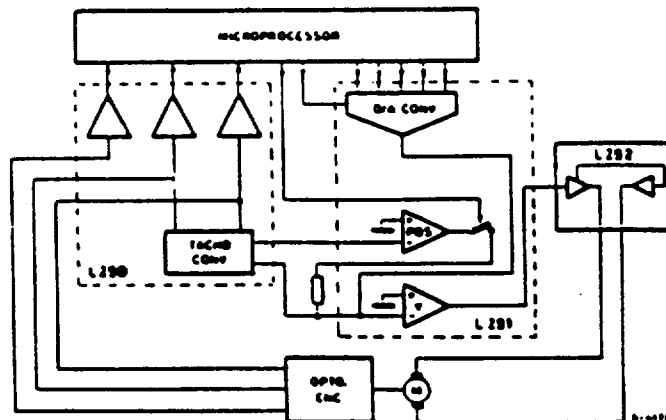 MICROPROCESSOR
D/A CONV
L292
POS
TACHO
CONV
L290
L291
OPTO.
ENC
M